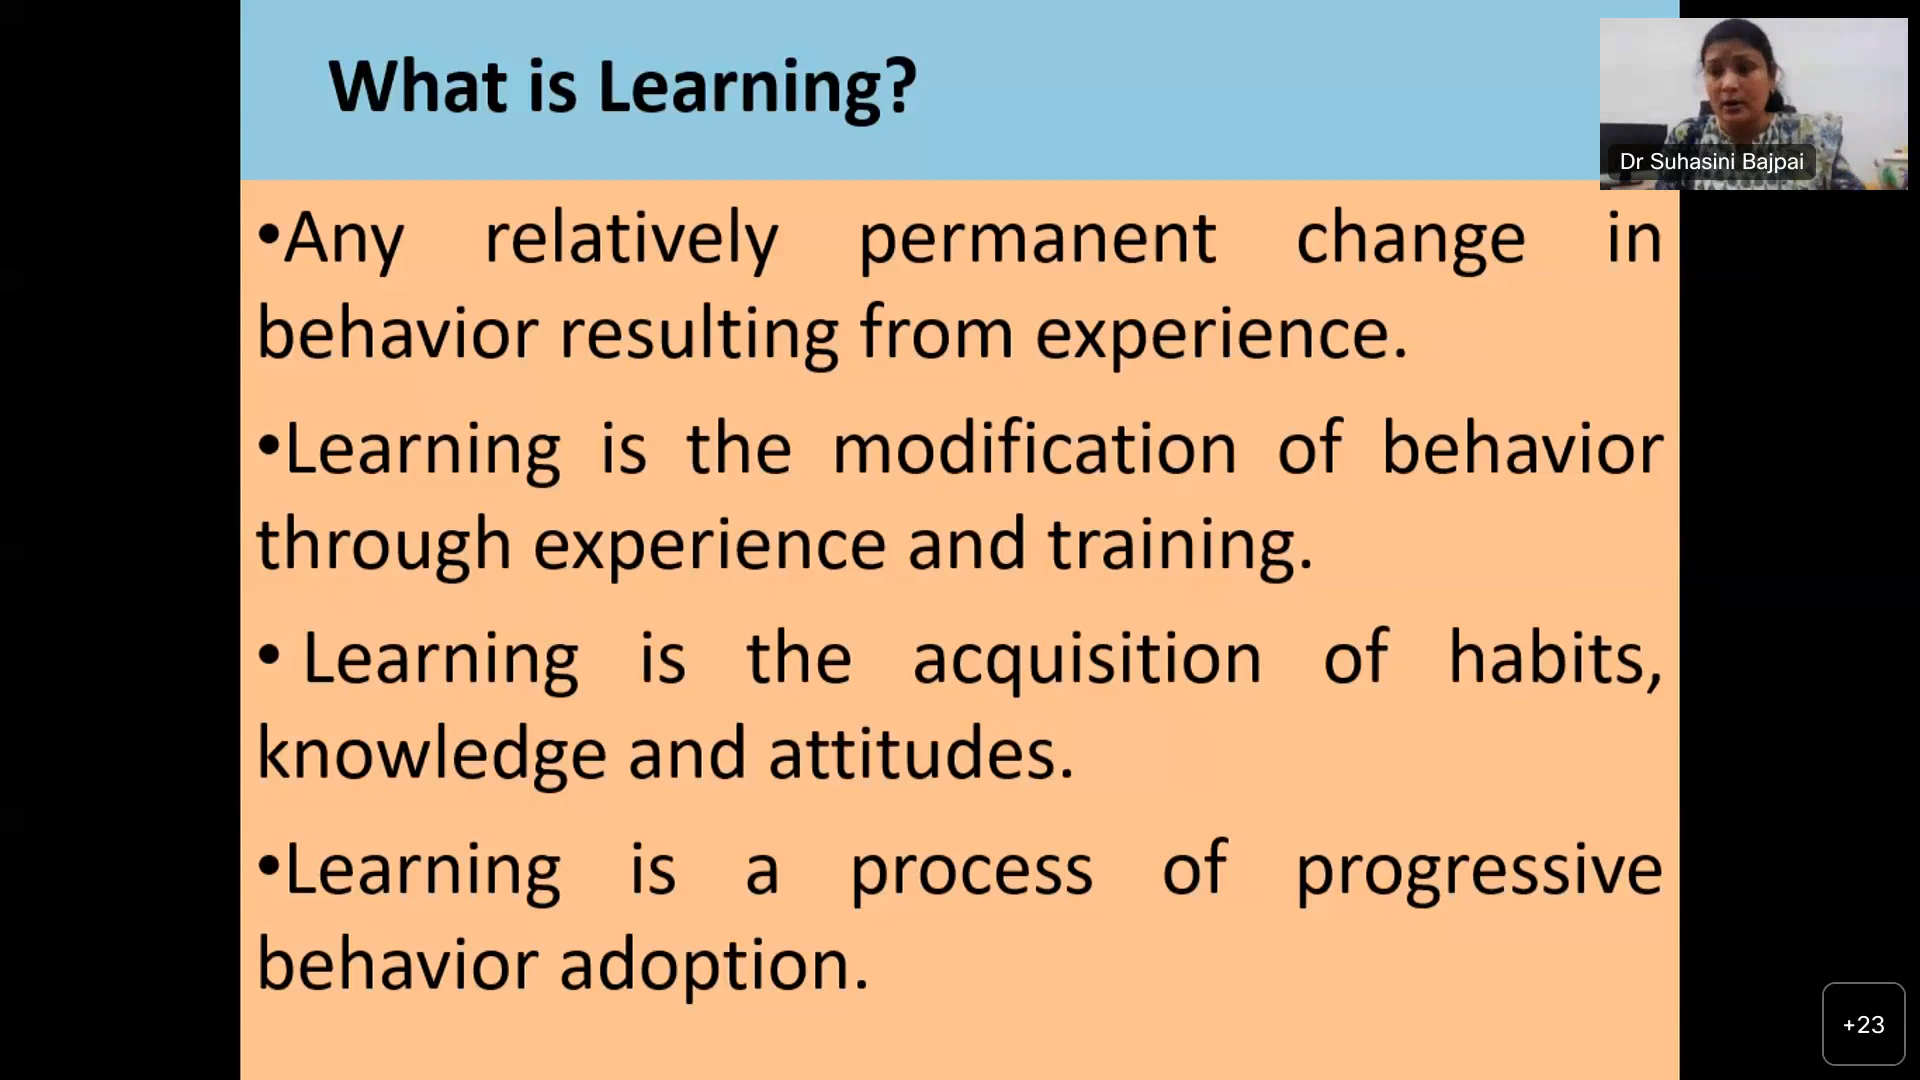 What is Learning?
Dr Suhasini Bajpai
•Any relatively permanent change in
behavior resulting from experience.
•Learning is the modification of behavior
through experience and training.
• Learning is the acquisition of habits,
knowledge and attitudes.
•Learning is a process of progressive
behavior adoption.
+23